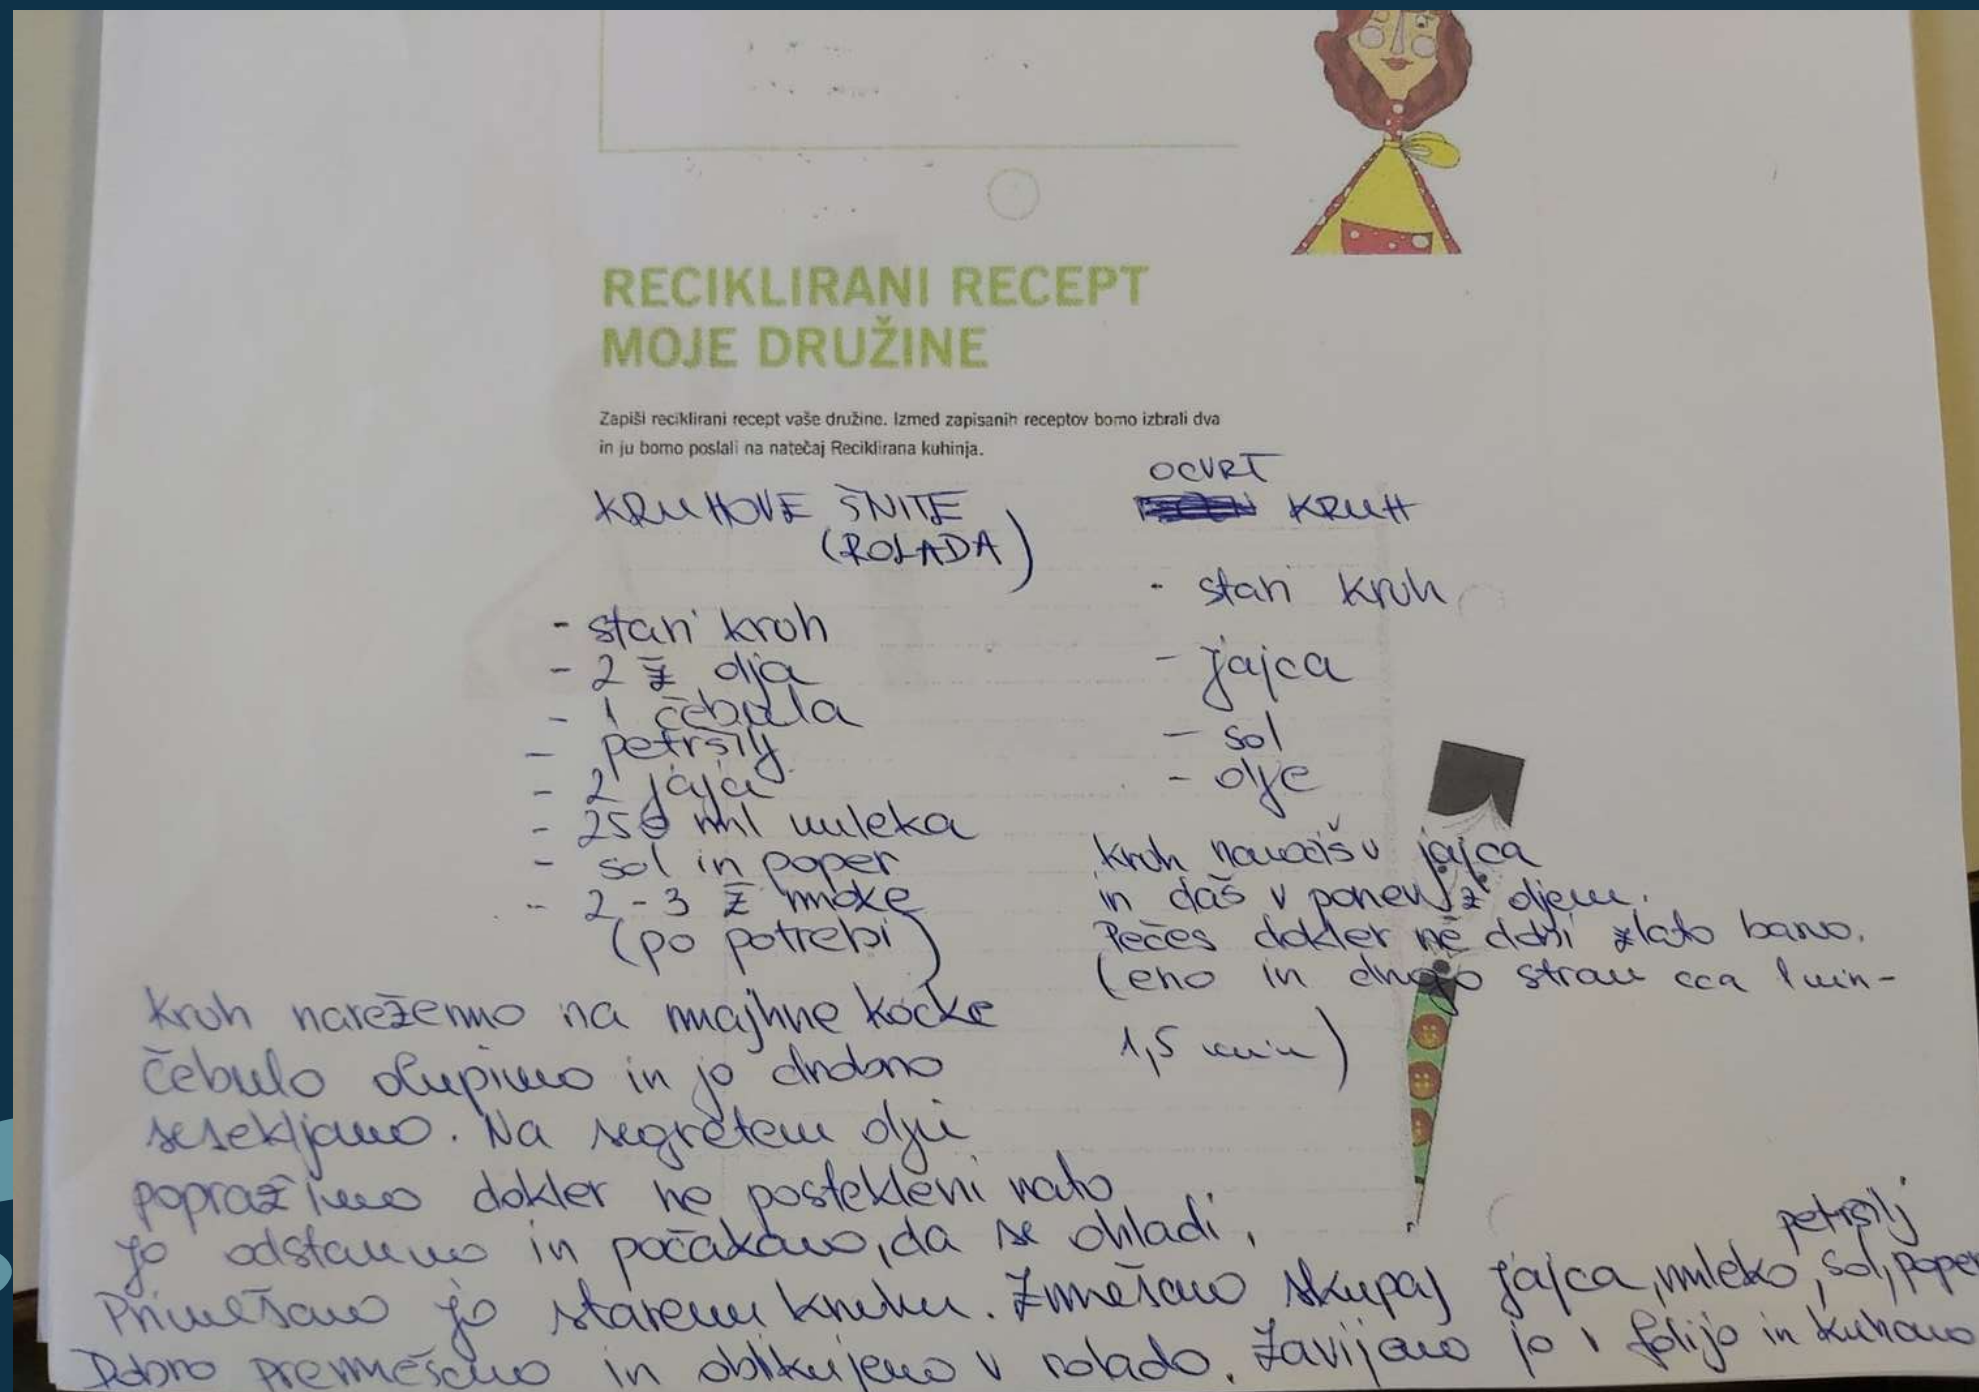 RECIKLIRANI RECEPT
MOJE DRUŽINE
Zapiši reciklirani recept vaše družine. Izmed zapisanih receptov bomo izbrali dva
in ju bomo poslali na natečaj Reciklirana kuhinja.
KRUHOVE ŠNITE
(ROLADA)
- stari kruh
- 2 ž olja
- 1 čebula
- petršilj
- 2 jajca
- 250 ml mleka
- sol in poper
- 2-3 ž moke
(po potrebi)
Kruh narežemo na majhne kocke
Čebulo olupimo in jo drobno
sesekljamo. Na segretem olju
popražimo dokler ne postekleni nato
jo odstavimo in počakamo, da se ohladi.
Primešamo jo staremu kruhu. Zmešamo skupaj jajca, mleko, petršilj, sol, poper
Dobro premešamo in oblikujemo v rolado. Zavijemo jo v folijo in kuhamo
OCVRT
KRUH
- stari kruh
- jajca
- sol
- olje
Kruh namočiš v jajca
in daš v ponev z oljem.
Pečeš dokler ne dobi zlato barvo.
(eno in drugo stran cca 1 min-
1,5 min)